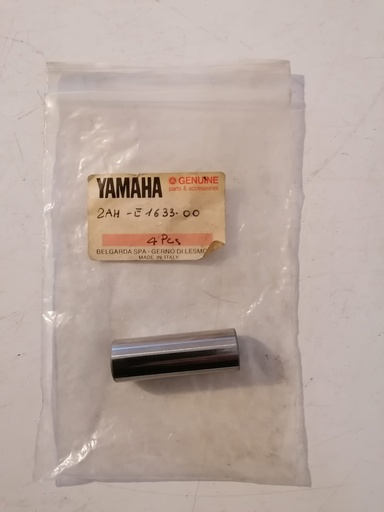 YAMAHA GENUINE
parts & accessories
2AH-E1633-00
4 Pcs
BELGARDA SPA - GERNO DI LESMO
MADE IN ITALY